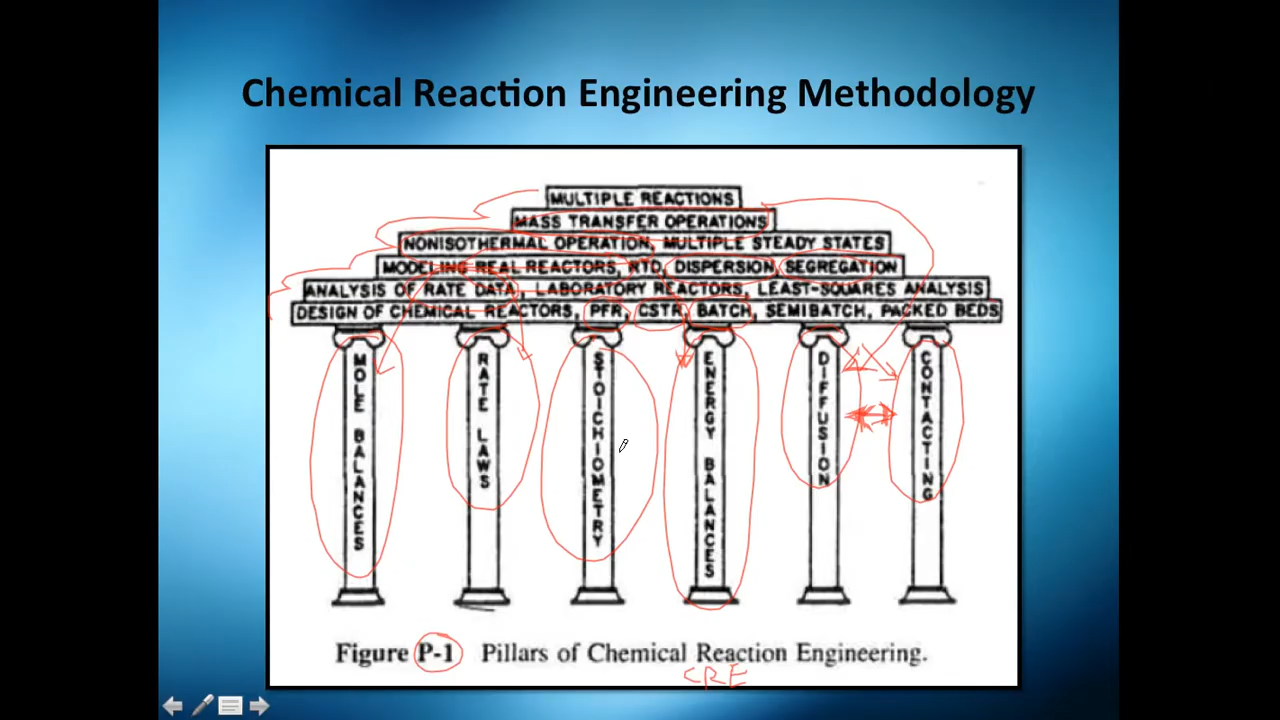 Chemical Reaction Engineering Methodology
MULTIPLE REACTIONS
MASS TRANSFER OPERATIONS
NONISOTHERMAL OPERATION, MULTIPLE STEADY STATES
MODELING REAL REACTORS, RTD, DISPERSION, SEGREGATION
ANALYSIS OF RATE DATA, LABORATORY REACTORS, LEAST-SQUARES ANALYSIS
DESIGN OF CHEMICAL REACTORS, PFR, CSTR, BATCH, SEMIBATCH, PACKED BEDS
MOLE BALANCES
RATE LAWS
STOICHIOMETRY
ENERGY BALANCES
DIFFUSION
CONTACTING
Figure P-1 Pillars of Chemical Reaction Engineering.
CRE